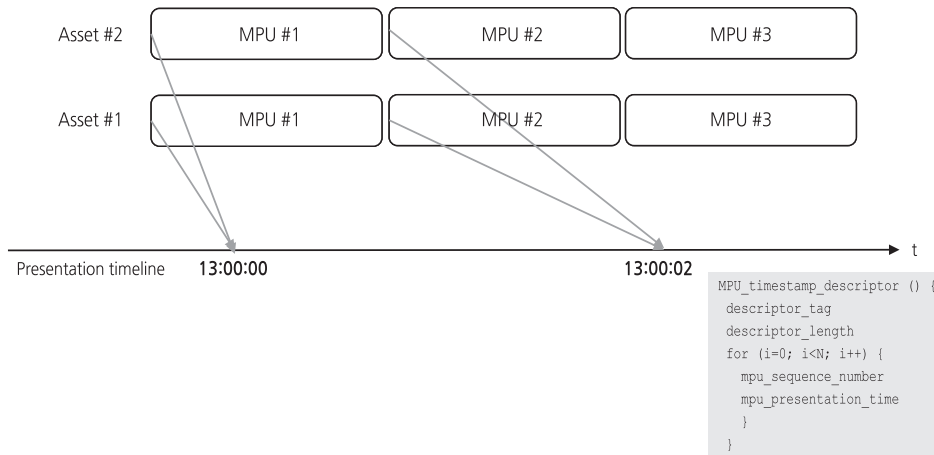 Asset #2 MPU #1 MPU #2 MPU #3
Asset #1 MPU #1 MPU #2 MPU #3
t
Presentation timeline 13:00:00 13:00:02
MPU_timestamp_descriptor () {
descriptor_tag
descriptor_length
for (i=0; i<N; i++) {
mpu_sequence_number
mpu_presentation_time
}
}